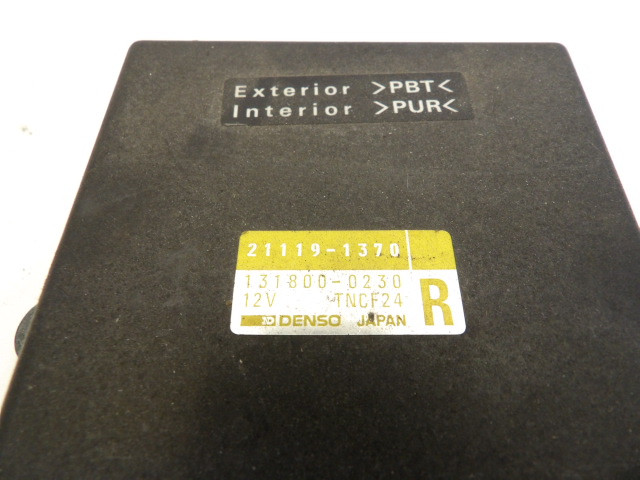 Exterior >PBT<
Interior >PUR<
21119-1370
131800-0230
12V TNCF24
R
DENSO JAPAN